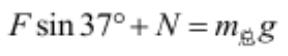 F sin 37° + N = m总g